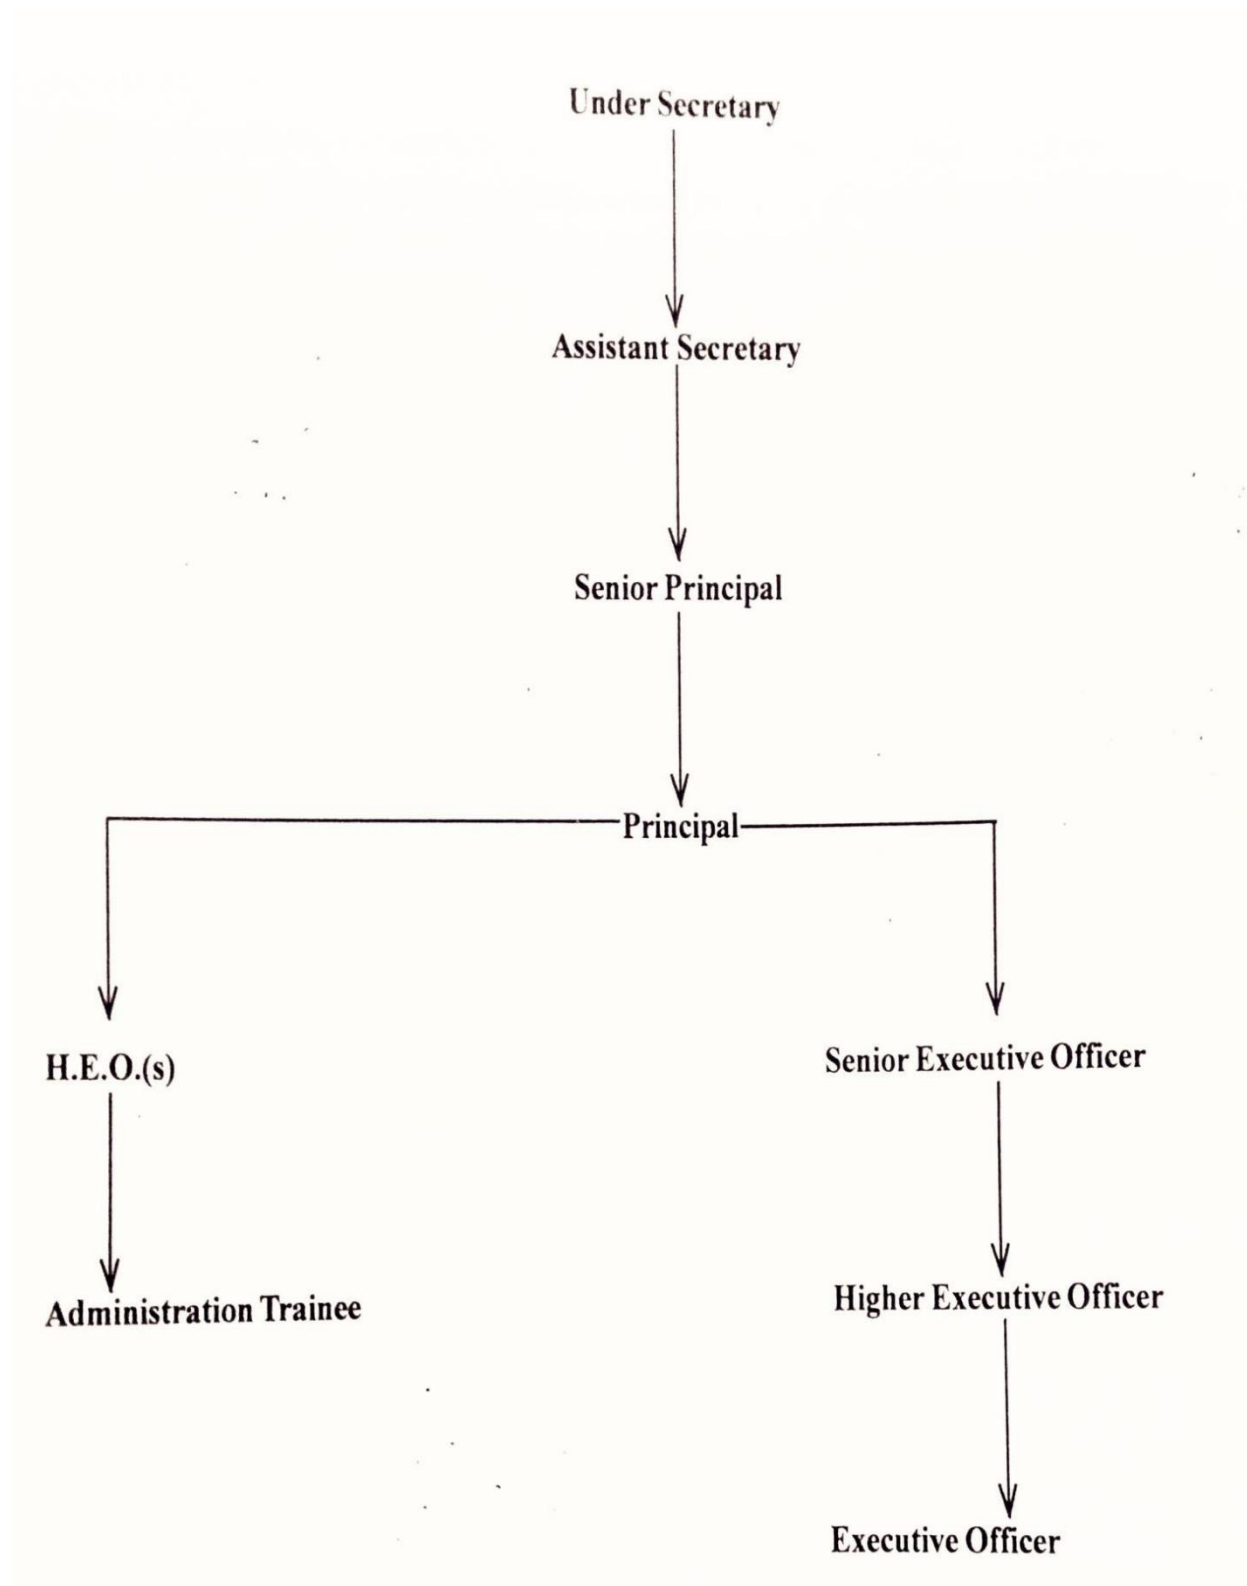 Under Secretary
Assistant Secretary
Senior Principal
Principal
H.E.O.(s)
Senior Executive Officer
Administration Trainee
Higher Executive Officer
Executive Officer